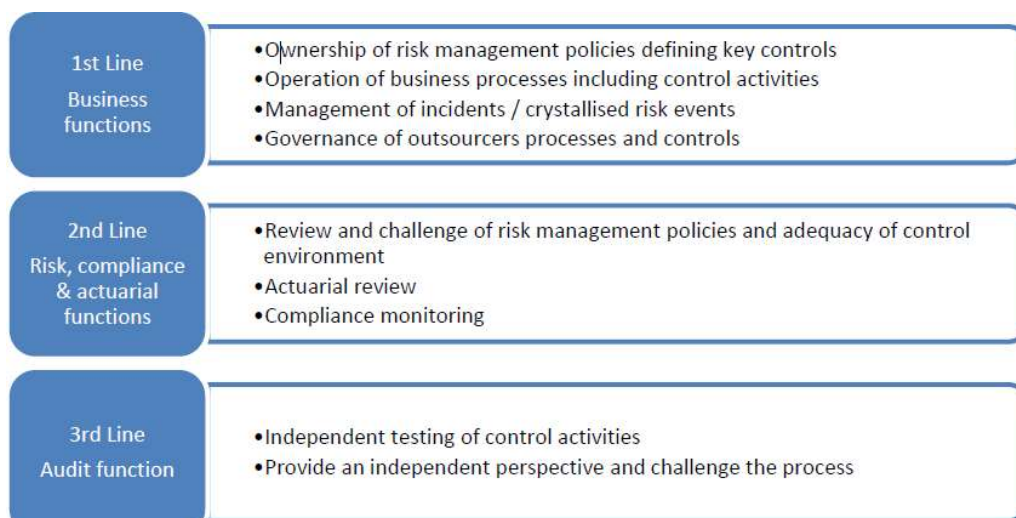 1st Line
Business
functions
•Ownership of risk management policies defining key controls
•Operation of business processes including control activities
•Management of incidents / crystallised risk events
•Governance of outsourcers processes and controls
2nd Line
Risk, compliance
& actuarial
functions
•Review and challenge of risk management policies and adequacy of control
environment
•Actuarial review
•Compliance monitoring
3rd Line
Audit function
•Independent testing of control activities
•Provide an independent perspective and challenge the process